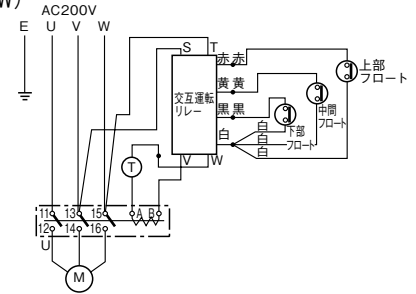 W)
AC200V
E U V W
S T
赤 赤
上部
フロート
黄 黄
中間
フロート
交互運転
リレー
黒 黒
下部
フロート
白
白
白
白
V W
T
11 13 15 A B
12 14 16
U
M